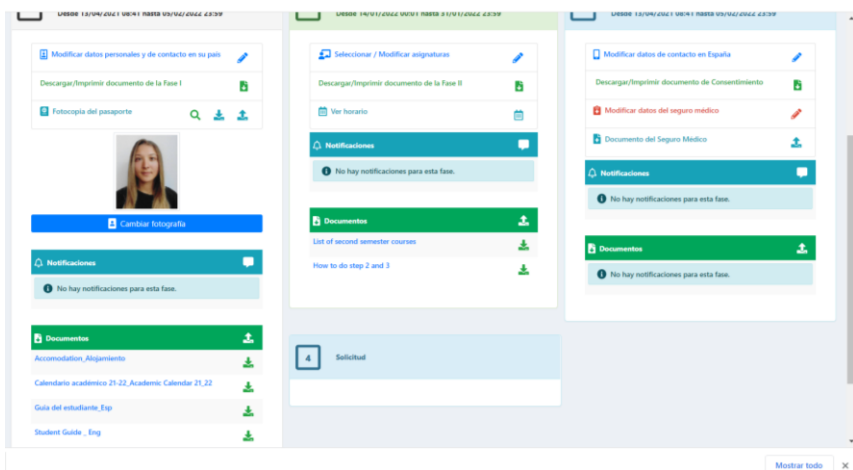 Desde 13/04/2021 08:41 hasta 05/02/2022 23:59
Modificar datos personales y de contacto en su país
Descargar/Imprimir documento de la Fase I
Fotocopia del pasaporte
Cambiar fotografía
Notificaciones
No hay notificaciones para esta fase.
Documentos
Accomodation_Alojamiento
Calendario académico 21-22_Academic Calendar 21_22
Guía del estudiante_Esp
Student Guide _ Eng
Desde 14/01/2022 00:01 hasta 31/01/2022 23:59
Seleccionar / Modificar asignaturas
Descargar/Imprimir documento de la Fase II
Ver horario
Notificaciones
No hay notificaciones para esta fase.
Documentos
List of second semester courses
How to do step 2 and 3
4 Solicitud
Desde 13/04/2021 08:41 hasta 05/02/2022 23:59
Modificar datos de contacto en España
Descargar/Imprimir documento de Consentimiento
Modificar datos del seguro médico
Documento del Seguro Médico
Notificaciones
No hay notificaciones para esta fase.
Documentos
No hay notificaciones para esta fase.
Mostrar todo